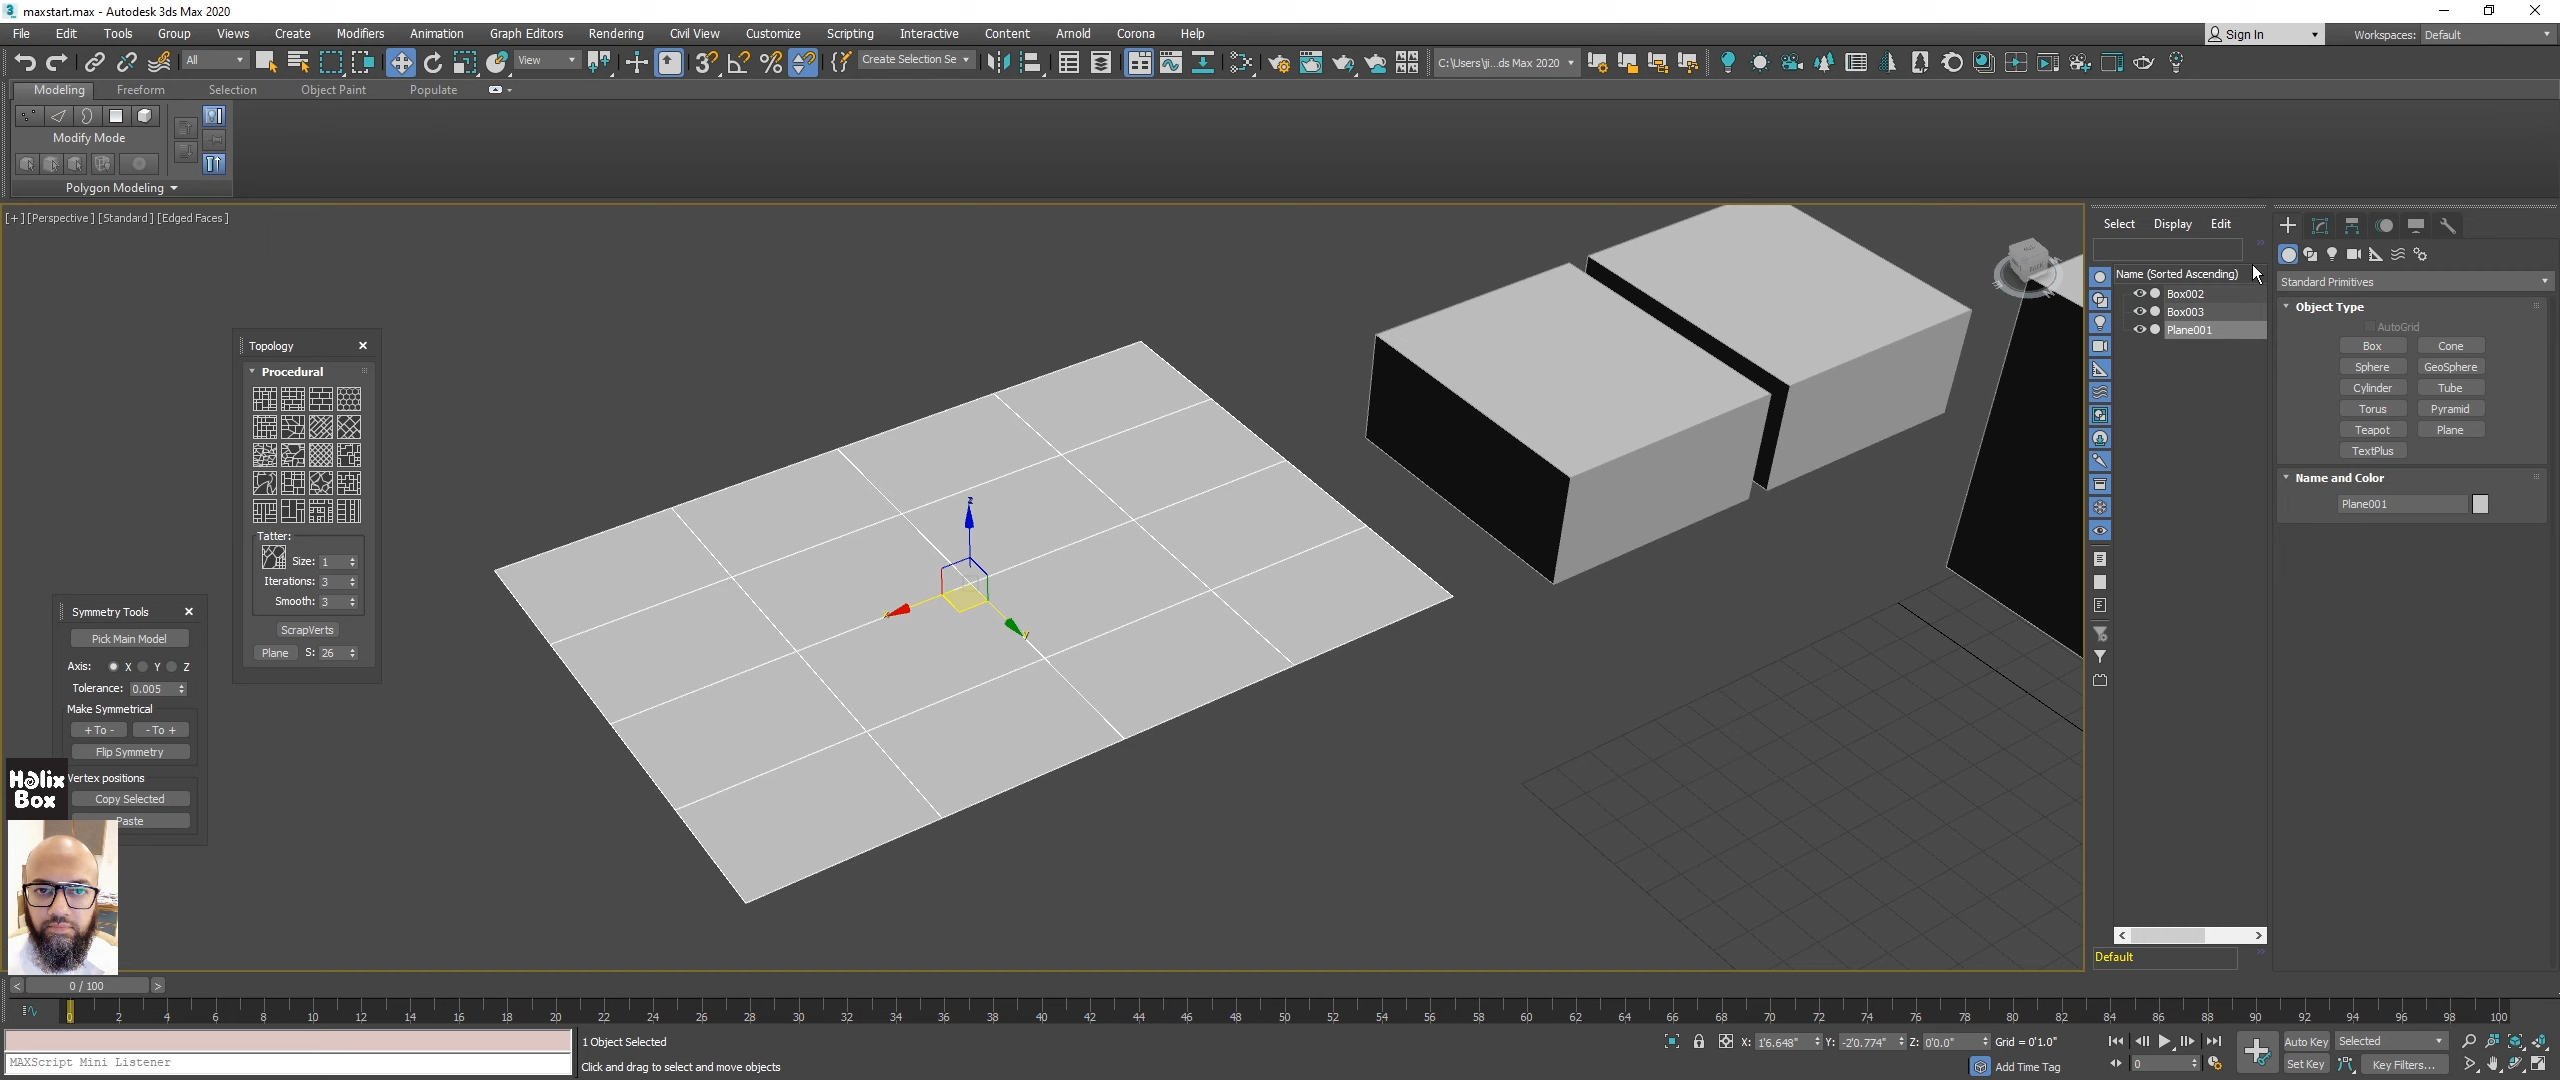 maxstart.max - Autodesk 3ds Max 2020
File Edit Tools Group Views Create Modifiers Animation Graph Editors Rendering Civil View Customize Scripting Interactive Content Arnold Corona Help
Sign In
Workspaces: Default
All
View
Create Selection Se
C:\Users\ji...ds Max 2020
Modeling Freeform Selection Object Paint Populate
Modify Mode
Polygon Modeling
[+] [Perspective] [Standard] [Edged Faces]
Topology
Procedural
Tatter:
Size: 1
Iterations: 3
Smooth: 3
ScrapVerts
Plane S: 26
Symmetry Tools
Pick Main Model
Axis: X Y Z
Tolerance: 0.005
Make Symmetrical
+ To - - To +
Flip Symmetry
Vertex positions
Copy Selected
Paste
Halix
Box
z
x
y
Select Display Edit
Name (Sorted Ascending)
Box002
Box003
Plane001
Default
Standard Primitives
Object Type
AutoGrid
Box Cone
Sphere GeoSphere
Cylinder Tube
Torus Pyramid
Teapot Plane
TextPlus
Name and Color
Plane001
< 0 / 100 >
0 2 4 6 8 10 12 14 16 18 20 22 24 26 28 30 32 34 36 38 40 42 44 46 48 50 52 54 56 58 60 62 64 66 68 70 72 74 76 78 80 82 84 86 88 90 92 94 96 98 100
1 Object Selected
X: 1'6.648" Y: -2'0.774" Z: 0'0.0" Grid = 0'1.0"
Auto Key Selected
MAXScript Mini Listener
Click and drag to select and move objects
Add Time Tag
0
Set Key Key Filters...